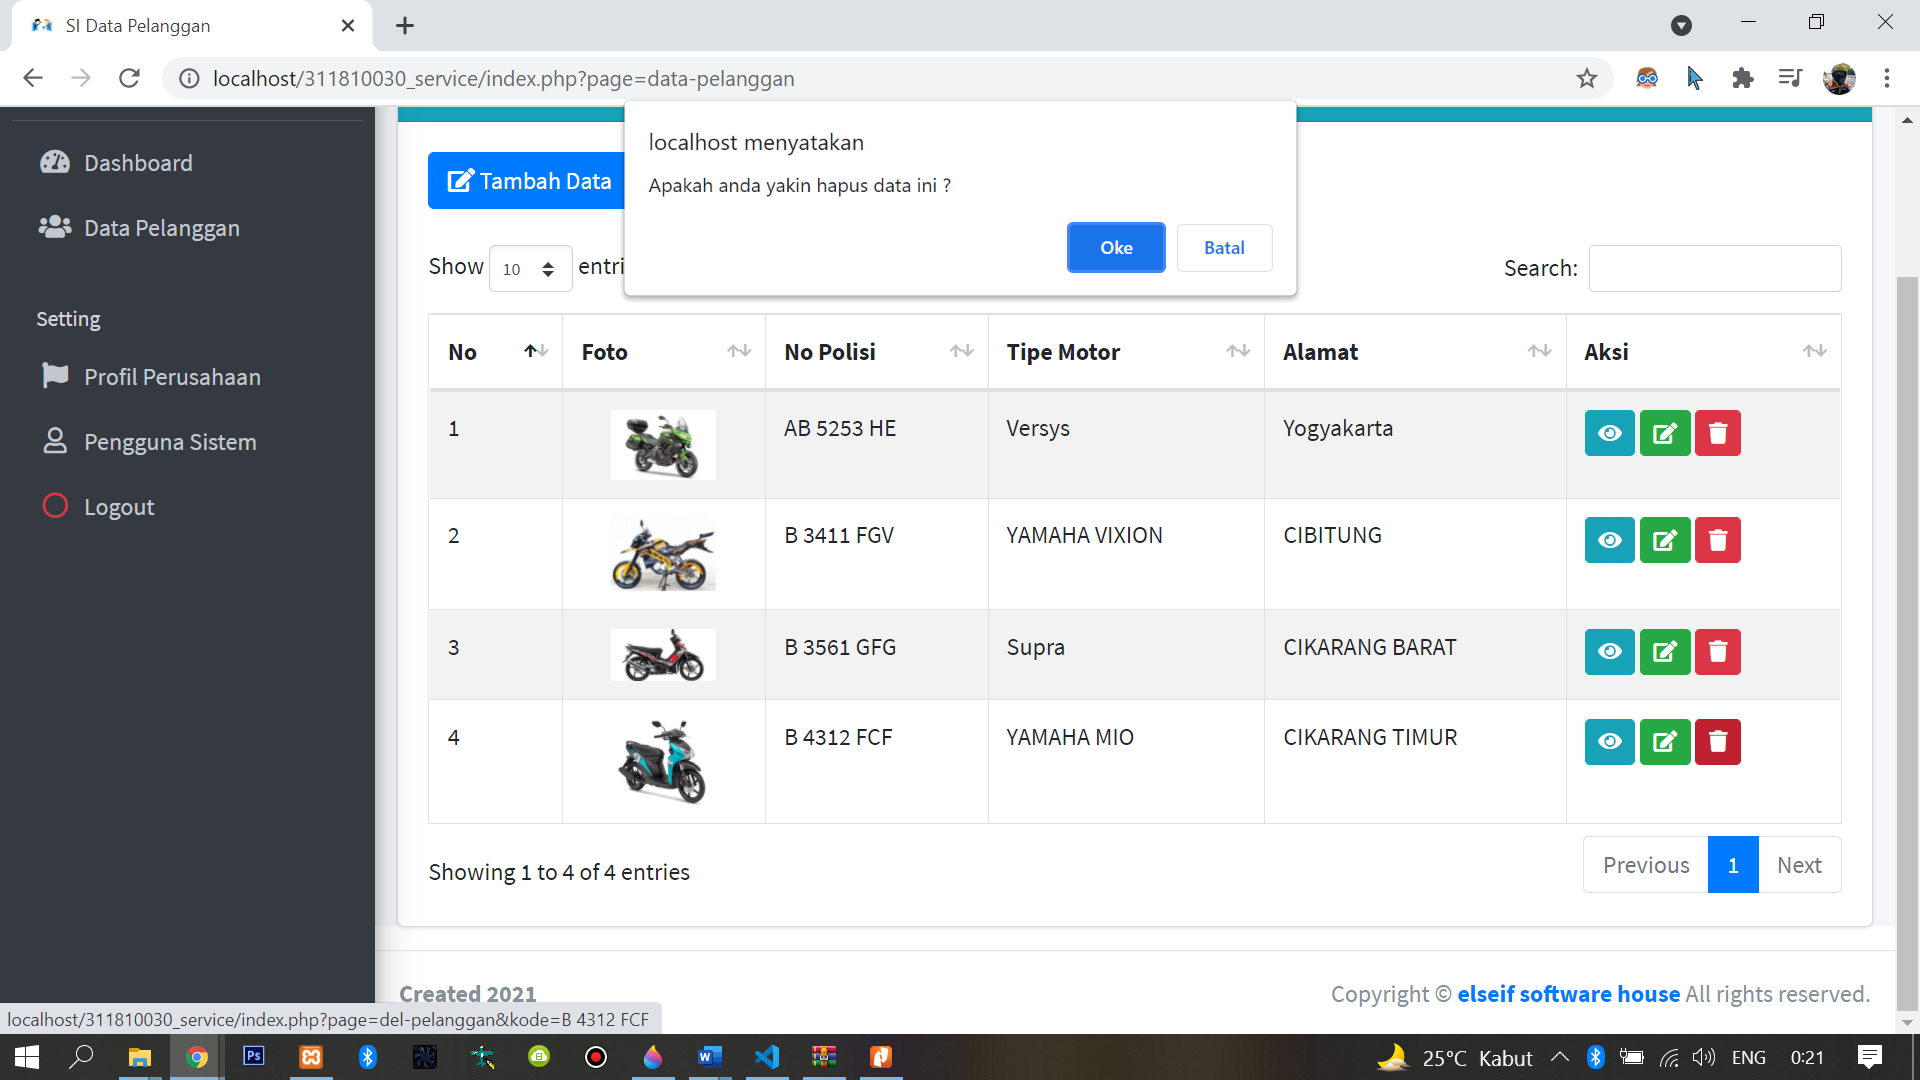 SI Data Pelanggan
localhost/311810030_service/index.php?page=data-pelanggan
localhost menyatakan
Apakah anda yakin hapus data ini ?
Oke Batal
Dashboard
Data Pelanggan
Setting
Profil Perusahaan
Pengguna Sistem
Logout
Tambah Data
Show 10 entri
Search:
No Foto No Polisi Tipe Motor Alamat Aksi
1 AB 5253 HE Versys Yogyakarta
2 B 3411 FGV YAMAHA VIXION CIBITUNG
3 B 3561 GFG Supra CIKARANG BARAT
4 B 4312 FCF YAMAHA MIO CIKARANG TIMUR
Showing 1 to 4 of 4 entries
Previous 1 Next
Created 2021
Copyright © elseif software house All rights reserved.
localhost/311810030_service/index.php?page=del-pelanggan&kode=B 4312 FCF
Ps
W
25°C Kabut
ENG
0:21